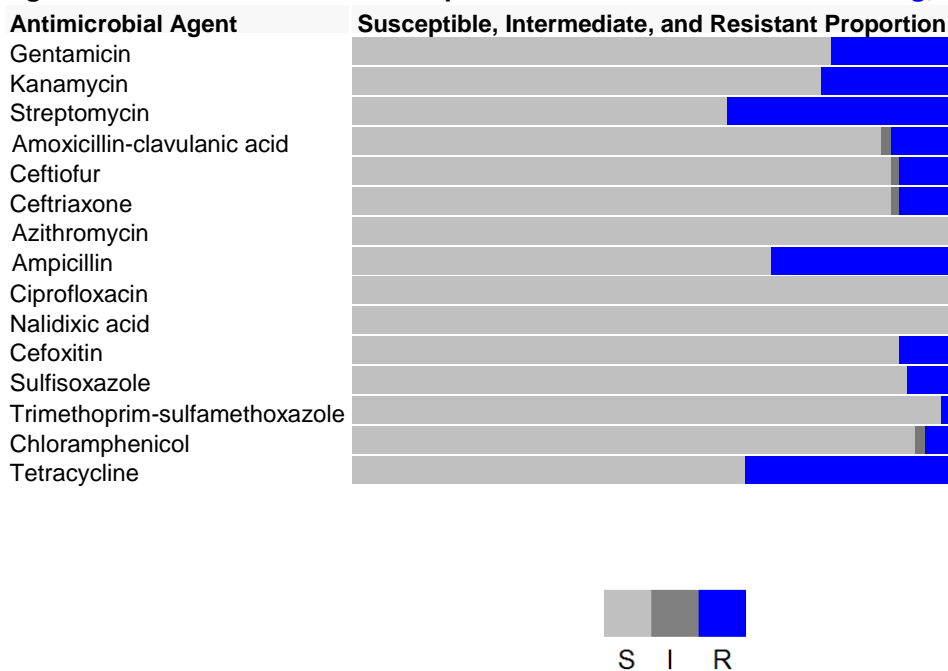 Antimicrobial Agent Susceptible, Intermediate, and Resistant Proportion
Gentamicin
Kanamycin
Streptomycin
Amoxicillin-clavulanic acid
Ceftiofur
Ceftriaxone
Azithromycin
Ampicillin
Ciprofloxacin
Nalidixic acid
Cefoxitin
Sulfisoxazole
Trimethoprim-sulfamethoxazole
Chloramphenicol
Tetracycline
S I R